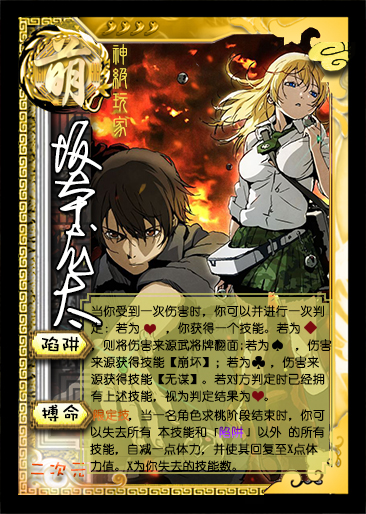 萌
神級玩家
坂本龙太
当你受到一次伤害时,你可以并进行一次判
定:若为♥,你获得一个技能。若为♦
,则将伤害来源武将牌翻面:若为♠,伤害
来源获得技能【崩坏】;若为♣,伤害来
源获得技能【无谋】。若对方判定时已经拥
有上述技能,视为判定结果为♥。
陷阱
限定技,当一名角色求桃阶段结束时,你可
以失去所有 本技能和「陷阱」以外 的所有
技能,自减一点体力,并使其回复至X点体
力值。X为你失去的技能数。
搏命
二次元